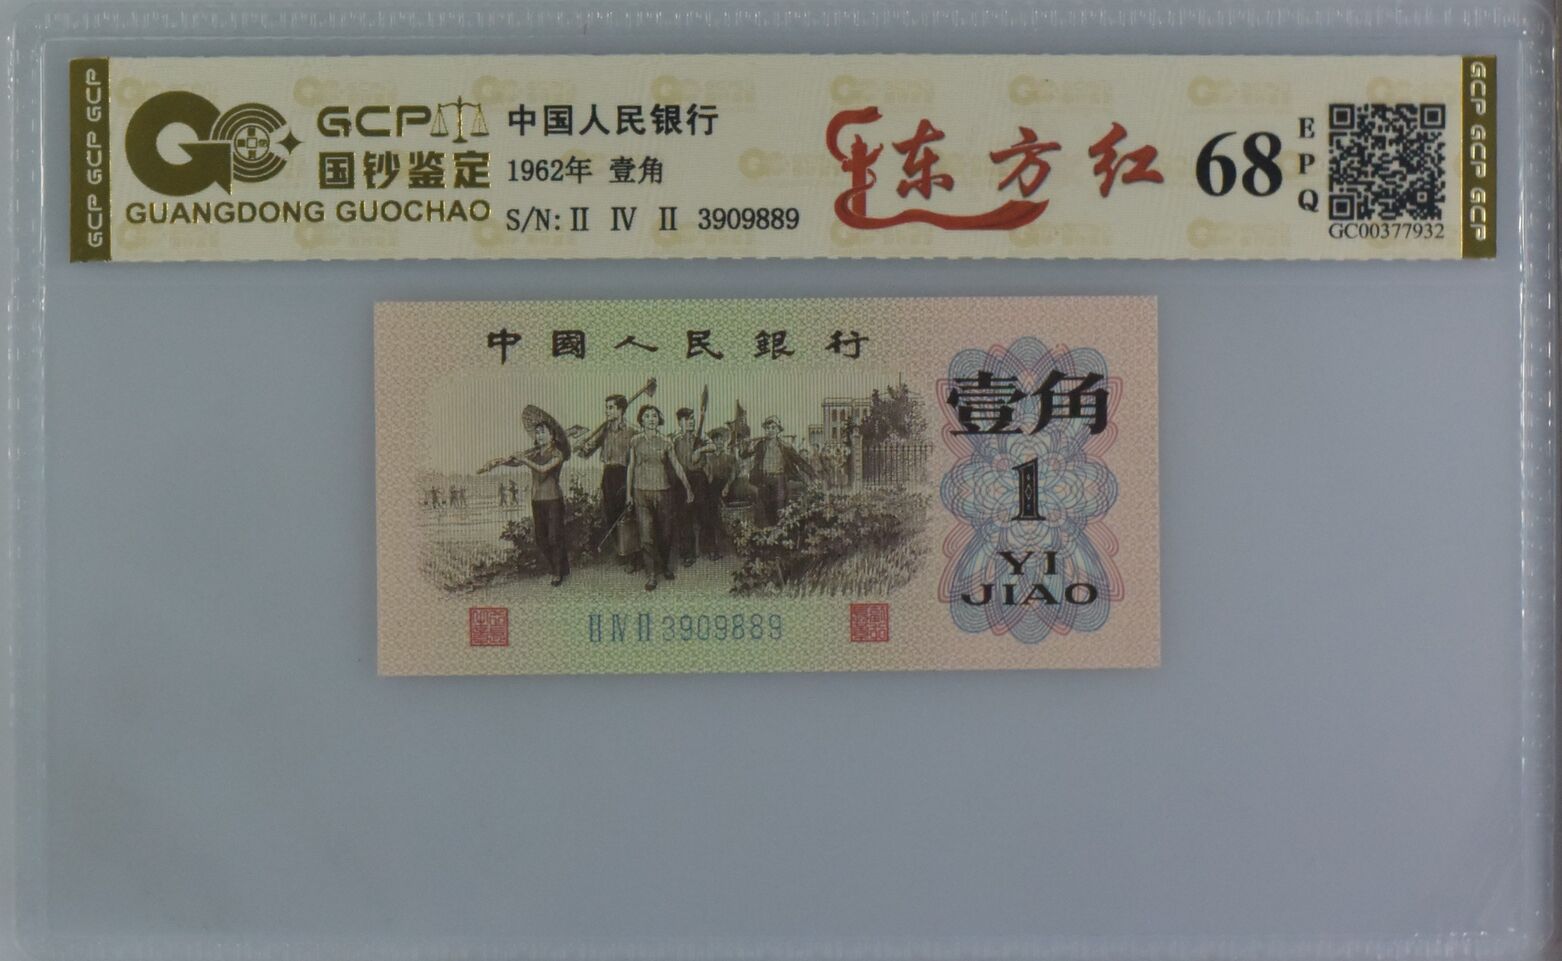 GCP GCP GCP
GCP
国钞鉴定
GUANGDONG GUOCHAO
中国人民银行
1962年 壹角
S/N: II IV II 3909889
东方红
68
EPQ
GC00377932
GCP GCP GCP
中國人民銀行
壹角
1
YI
JIAO
II IV II 3909889